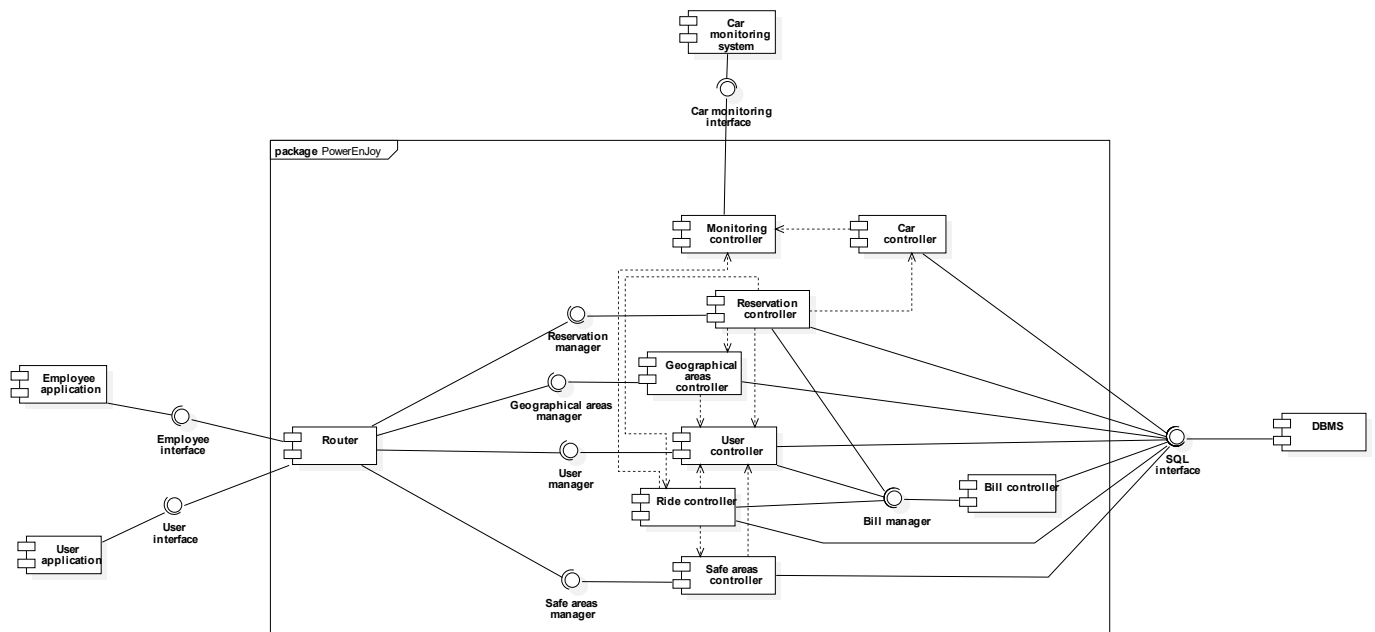 Car
monitoring
system
Car monitoring
interface
package PowerEnJoy
Monitoring
controller
Car
controller
Reservation
controller
Reservation
manager
Geographical
areas
controller
Employee
application
Geographical areas
manager
Employee
interface
Router
User
controller
DBMS
SQL
interface
User
manager
Ride controller
Bill controller
Bill manager
User
interface
User
application
Safe areas
controller
Safe areas
manager